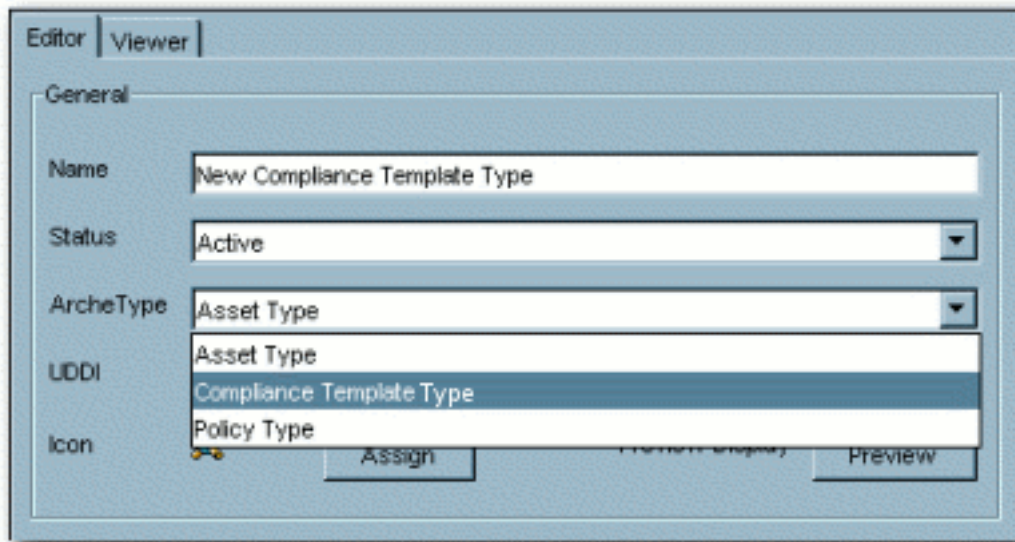 Editor Viewer
General
Name New Compliance Template Type
Status Active
ArcheType Asset Type
Asset Type
UDDI
Compliance Template Type
Policy Type
Icon Assign Display Preview